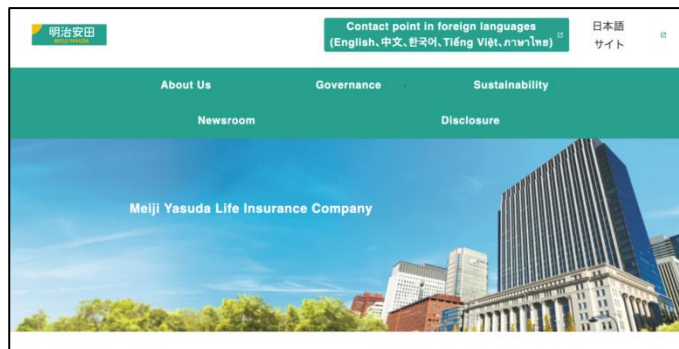 明治安田
MEIJI YASUDA
Contact point in foreign languages
(English、中文、한국어、Tiếng Việt、ภาษาไทย)
日本語
サイト
About Us
Governance
Sustainability
Newsroom
Disclosure
Meiji Yasuda Life Insurance Company